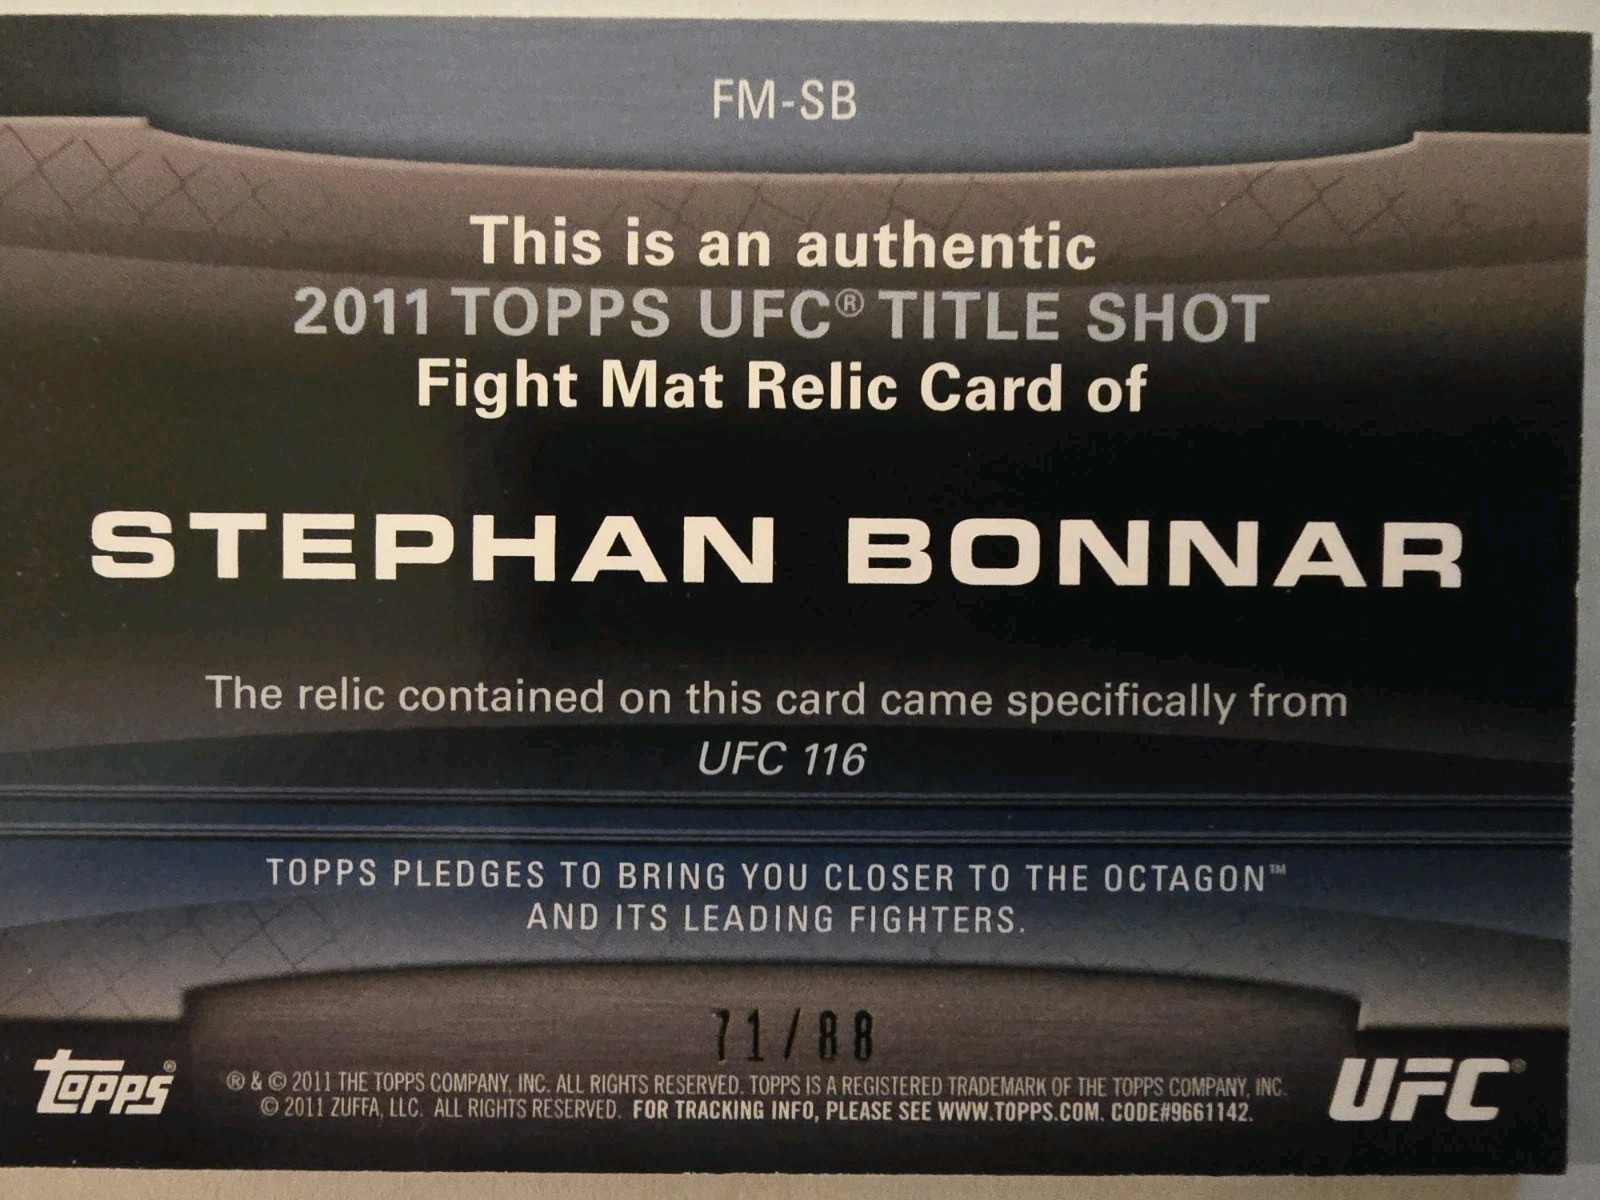 FM-SB
This is an authentic
2011 TOPPS UFC® TITLE SHOT
Fight Mat Relic Card of
STEPHAN BONNAR
The relic contained on this card came specifically from
UFC 116
TOPPS PLEDGES TO BRING YOU CLOSER TO THE OCTAGON™
AND ITS LEADING FIGHTERS.
71/88
topps®
® & © 2011 THE TOPPS COMPANY, INC. ALL RIGHTS RESERVED. TOPPS IS A REGISTERED TRADEMARK OF THE TOPPS COMPANY, INC.
© 2011 ZUFFA, LLC. ALL RIGHTS RESERVED. FOR TRACKING INFO, PLEASE SEE WWW.TOPPS.COM. CODE#9661142.
UFC®